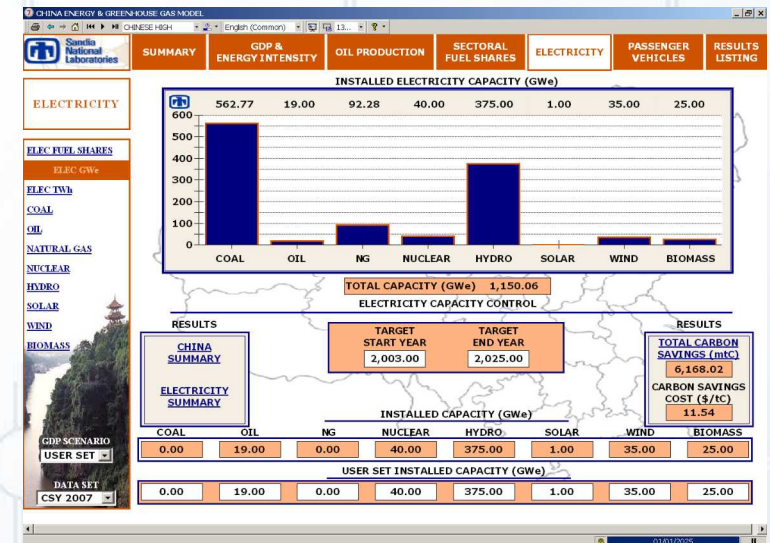 CHINA ENERGY & GREENHOUSE GAS MODEL
CHINESE HIGH English (Common) 13...
Sandia National Laboratories
SUMMARY
GDP & ENERGY INTENSITY
OIL PRODUCTION
SECTORAL FUEL SHARES
ELECTRICITY
PASSENGER VEHICLES
RESULTS LISTING
ELECTRICITY
ELEC FUEL SHARES
ELEC GWe
ELEC TWh
COAL
OIL
NATURAL GAS
NUCLEAR
HYDRO
SOLAR
WIND
BIOMASS
GDP SCENARIO
USER SET
DATA SET
CSY 2007
INSTALLED ELECTRICITY CAPACITY (GWe)
562.77 19.00 92.28 40.00 375.00 1.00 35.00 25.00
600
500
400
300
200
100
0
COAL OIL NG NUCLEAR HYDRO SOLAR WIND BIOMASS
TOTAL CAPACITY (GWe) 1,150.06
ELECTRICITY CAPACITY CONTROL
RESULTS
CHINA
SUMMARY
ELECTRICITY
SUMMARY
TARGET START YEAR
2,003.00
TARGET END YEAR
2,025.00
RESULTS
TOTAL CARBON
SAVINGS (mtC)
6,168.02
CARBON SAVINGS
COST ($/tC)
11.54
INSTALLED CAPACITY (GWe)
COAL OIL NG NUCLEAR HYDRO SOLAR WIND BIOMASS
0.00 19.00 0.00 40.00 375.00 1.00 35.00 25.00
USER SET INSTALLED CAPACITY (GWe)
0.00 19.00 0.00 40.00 375.00 1.00 35.00 25.00
01/01/2025